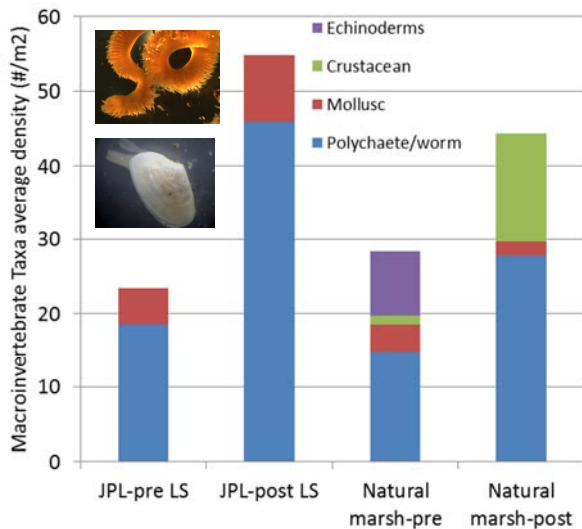 Macroinvertebrate Taxa average density (#/m2)
60
50
40
30
20
10
0
Echinoderms
Crustacean
Mollusc
Polychaete/worm
JPL-pre LS
JPL-post LS
Natural
marsh-pre
Natural
marsh-post